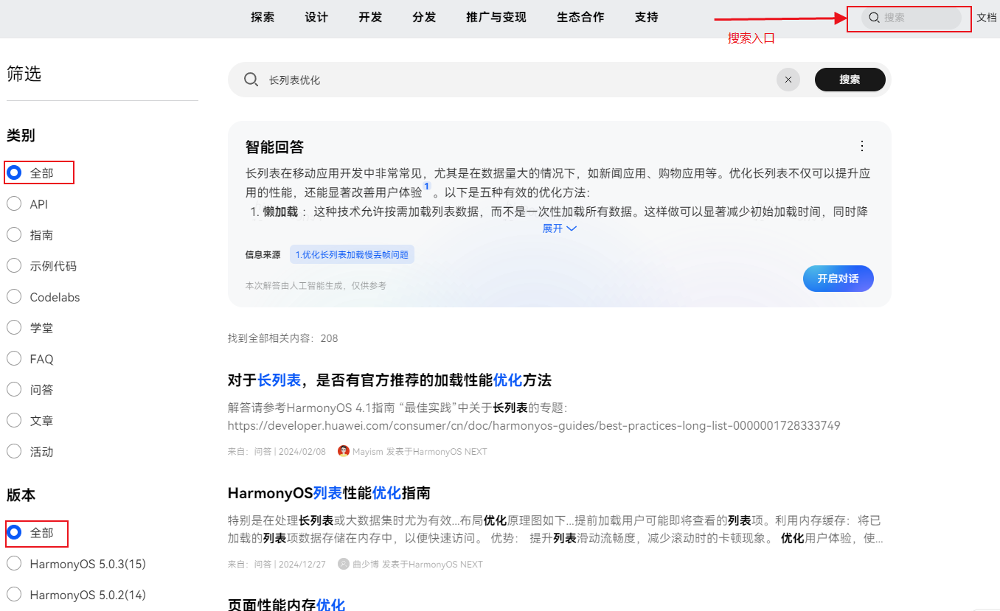 探索 设计 开发 分发 推广与变现 生态合作 支持 搜索 文档
搜索入口
筛选
长列表优化 搜索
类别
全部
API
指南
示例代码
Codelabs
学堂
FAQ
问答
文章
活动
版本
全部
HarmonyOS 5.0.3(15)
HarmonyOS 5.0.2(14)
智能回答
长列表在移动应用开发中非常常见，尤其是在数据量大的情况下，如新闻应用、购物应用等。优化长列表不仅可以提升应
用的性能，还能显著改善用户体验1 。以下是五种有效的优化方法：
1. 懒加载 ：这种技术允许按需加载列表数据，而不是一次性加载所有数据。这样做可以显著减少初始加载时间，同时降
展开
信息来源 1.优化长列表加载慢丢帧问题
本次解答由人工智能生成，仅供参考
开启对话
找到全部相关内容：208
对于长列表，是否有官方推荐的加载性能优化方法
解答请参考HarmonyOS 4.1指南 “最佳实践”中关于长列表的专题：
https://developer.huawei.com/consumer/cn/doc/harmonyos-guides/best-practices-long-list-0000001728333749
来自：问答 | 2024/02/08 Mayism 发表于HarmonyOS NEXT
HarmonyOS列表性能优化指南
特别是在处理长列表或大数据集时尤为有效...布局优化原理图如下...提前加载用户可能即将查看的列表项。利用内存缓存：将已
加载的列表项数据存储在内存中，以便快速访问。 优势： 提升列表滑动流畅度，减少滚动时的卡顿现象。 优化用户体验，使...
来自：问答 | 2024/12/27 曲少博 发表于HarmonyOS NEXT
页面性能内存优化